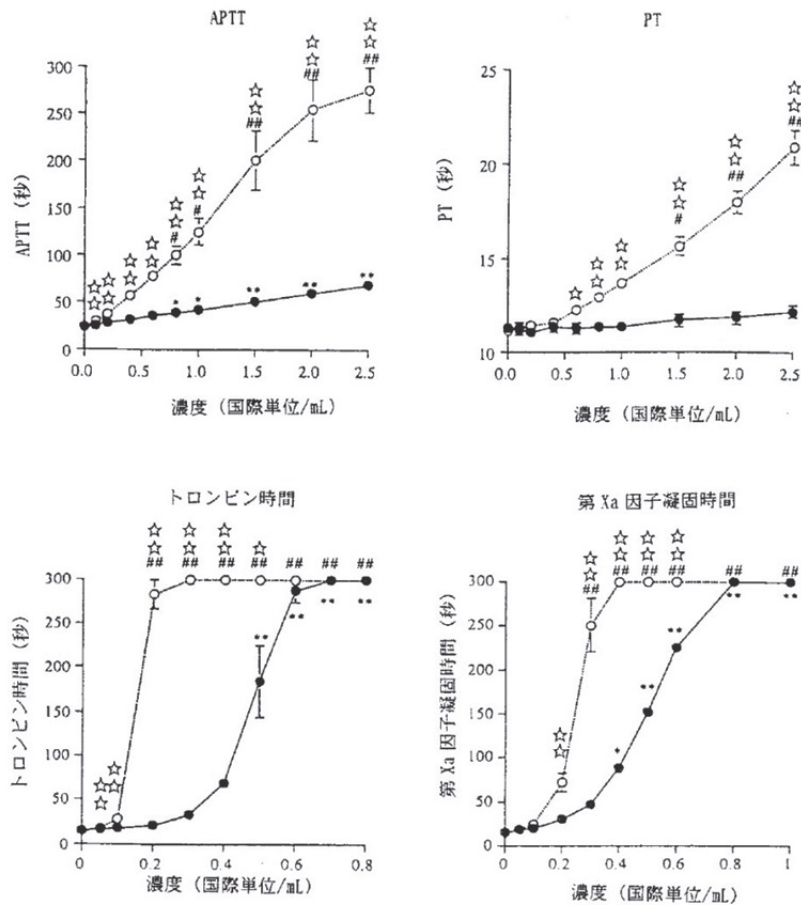 APTT
☆☆☆☆☆☆☆☆☆☆☆☆☆☆☆☆☆☆
## ## ## # #
APTT (秒)
300
250
200
150
100
50
0
* * ** ** **
0.0 0.5 1.0 1.5 2.0 2.5
濃度 (国際単位/mL)
PT
☆☆☆☆☆☆☆☆☆☆☆
## ## #
PT (秒)
25
20
15
10
0.0 0.5 1.0 1.5 2.0 2.5
濃度 (国際単位/mL)
トロンビン時間
☆☆ ☆☆ ☆☆ ☆
## ## ## ## ## ## ##
トロンビン時間 (秒)
300
250
200
150
100
50
0
☆☆ ☆☆
** ** ** **
0 0.2 0.4 0.6 0.8
濃度 (国際単位/mL)
第 Xa 因子凝固時間
☆☆ ☆☆ ☆☆ ☆☆
## ## ## ## ## ##
第 Xa 因子凝固時間 (秒)
300
250
200
150
100
50
0
☆☆
* ** ** ** **
0 0.2 0.4 0.6 0.8 1
濃度 (国際単位/mL)